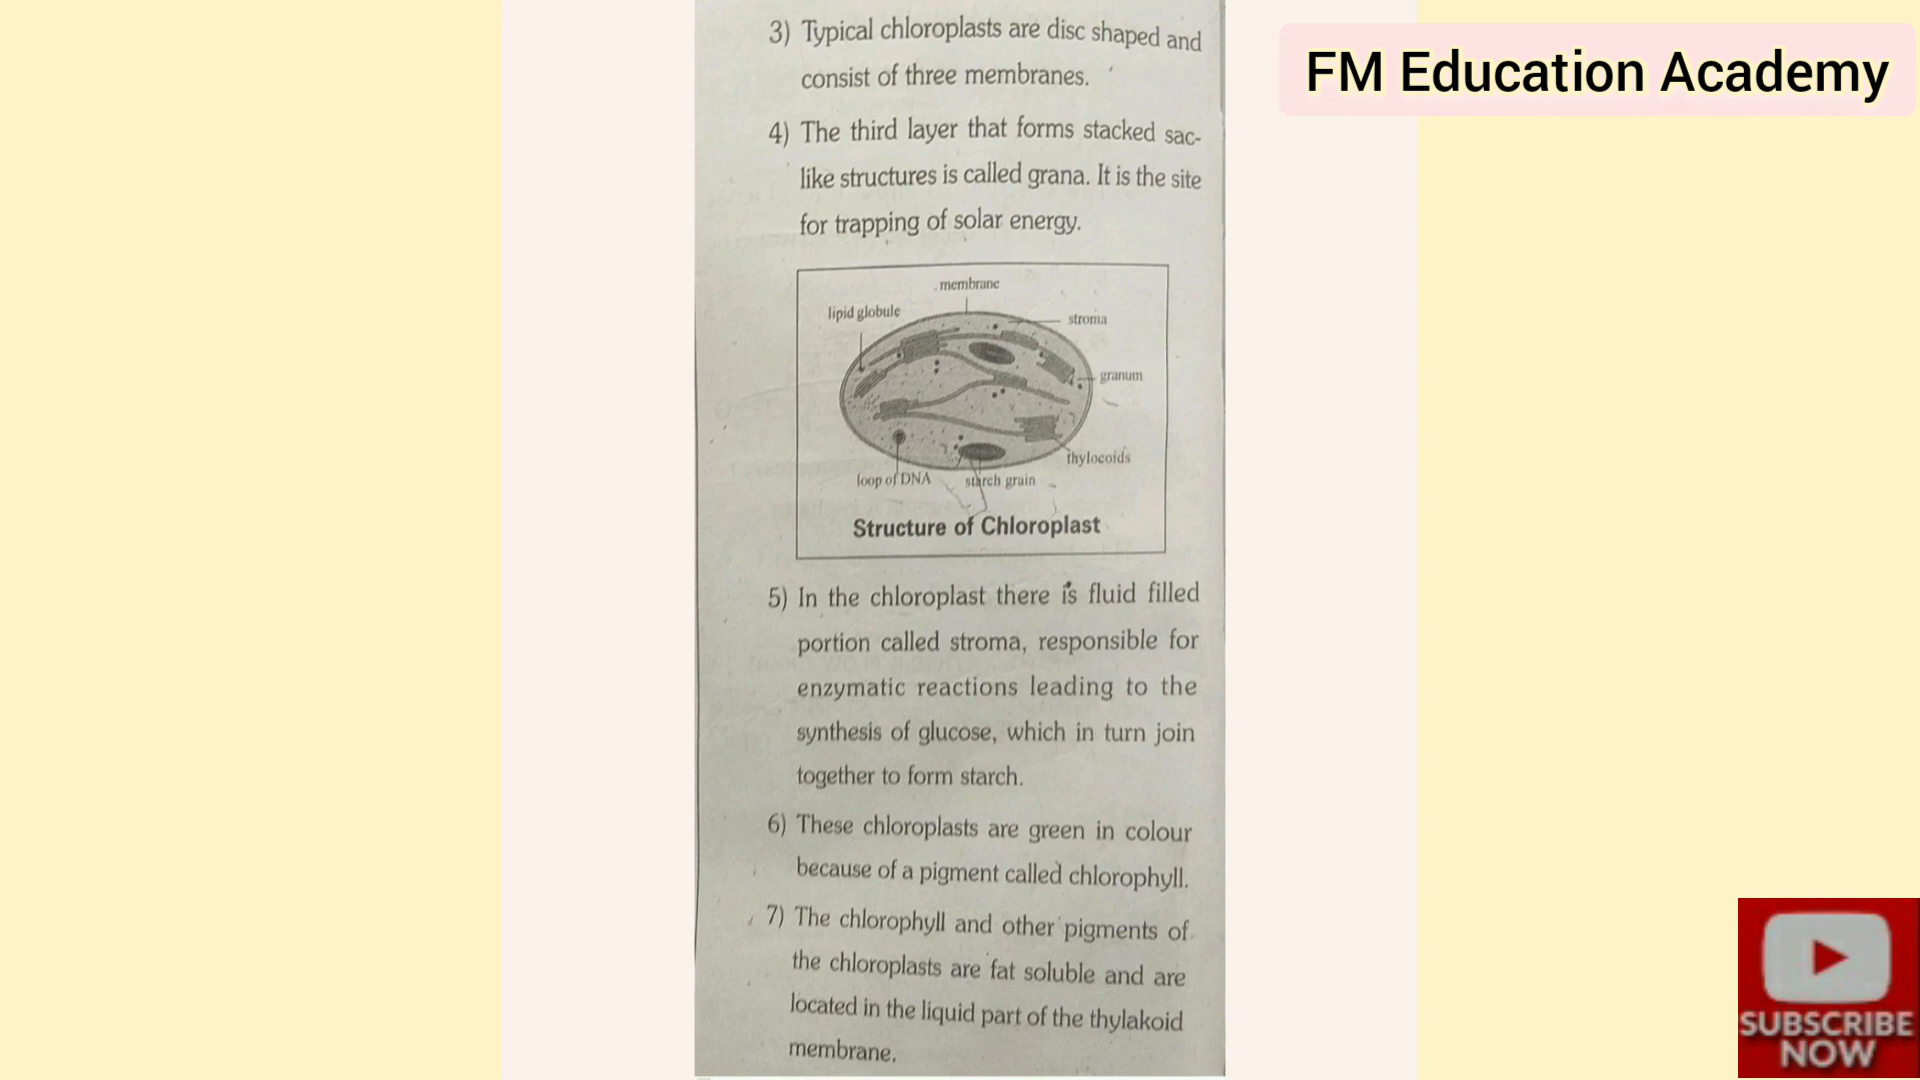 FM Education Academy
3) Typical chloroplasts are disc shaped and
consist of three membranes.
4) The third layer that forms stacked sac-
like structures is called grana. It is the site
for trapping of solar energy.
membrane
lipid globule
stroma
granum
thylocoids
loop of DNA
starch grain
Structure of Chloroplast
5) In the chloroplast there is fluid filled
portion called stroma, responsible for
enzymatic reactions leading to the
synthesis of glucose, which in turn join
together to form starch.
6) These chloroplasts are green in colour
because of a pigment called chlorophyll.
7) The chlorophyll and other pigments of
the chloroplasts are fat soluble and are
located in the liquid part of the thylakoid
membrane.
SUBSCRIBE
NOW